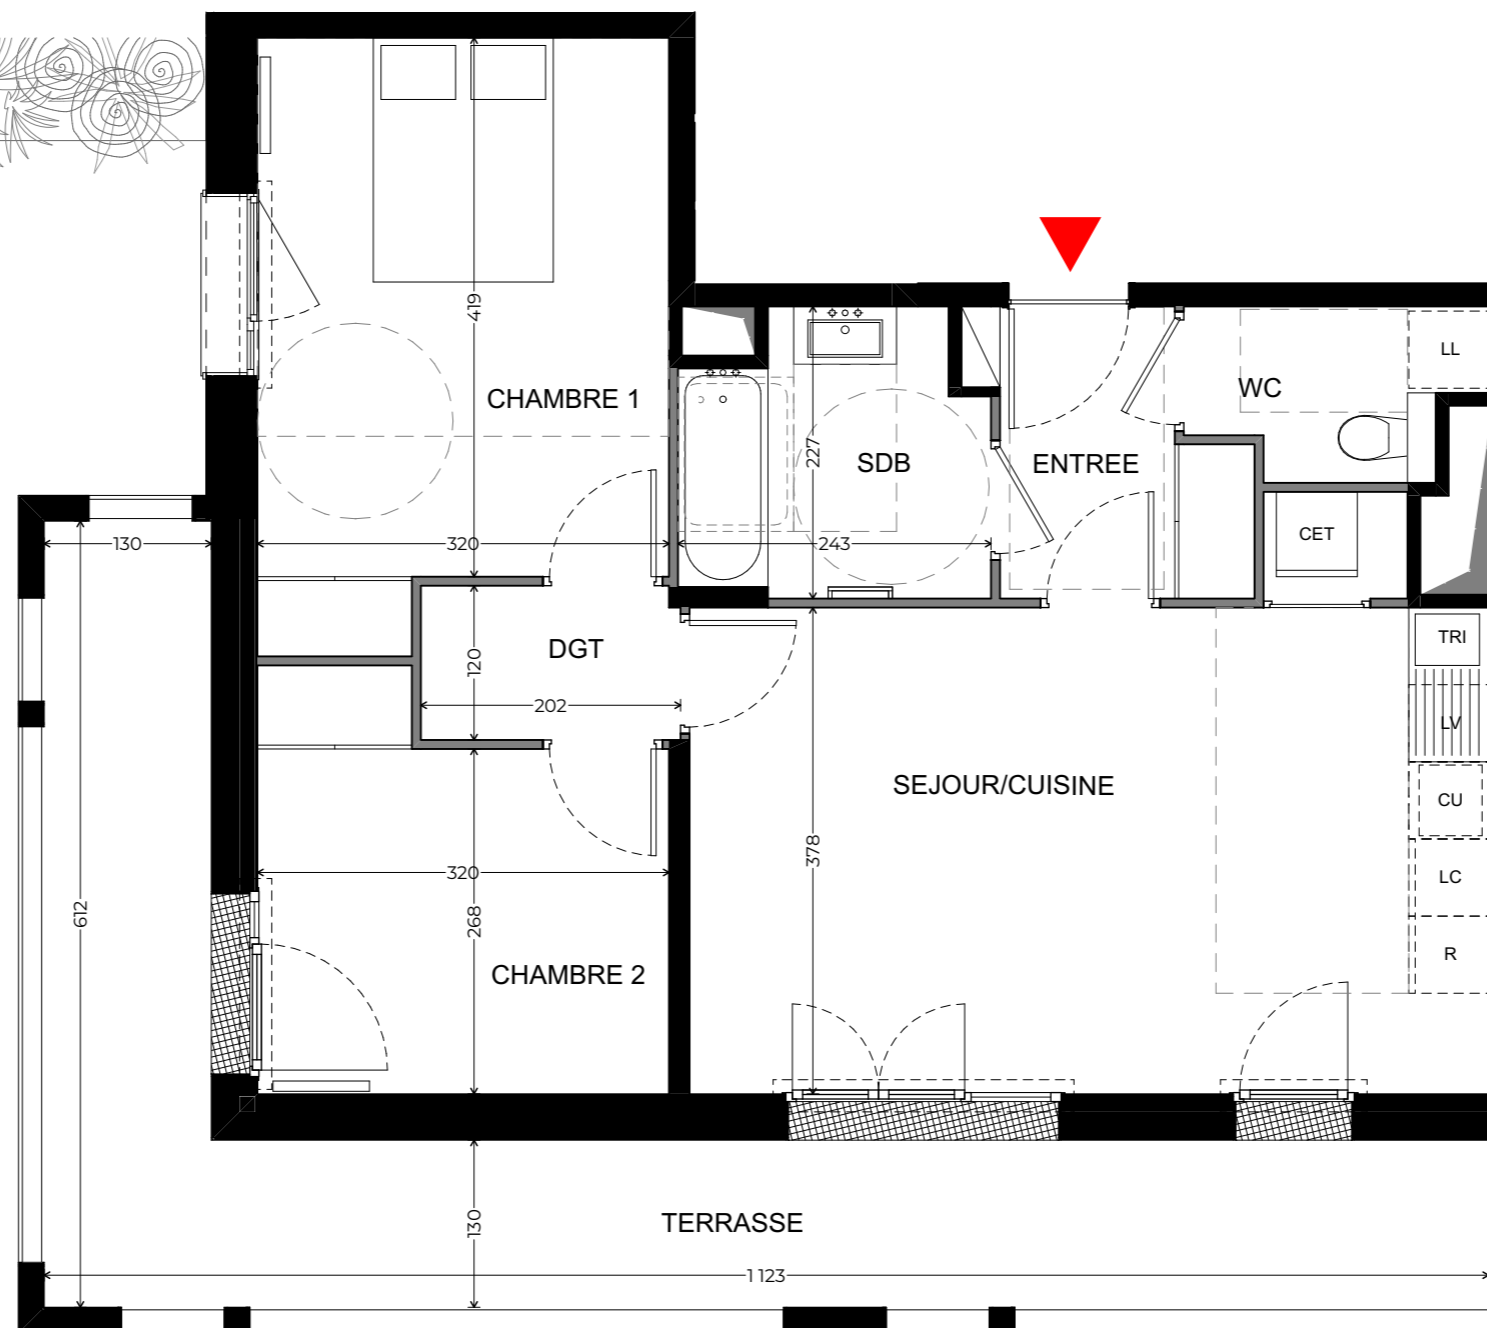 419
CHAMBRE 1
LL
WC
227
SDB
ENTREE
CET
130
320
243
TRI
DGT
120
202
LV
SEJOUR/CUISINE
CU
378
320
LC
612
268
R
CHAMBRE 2
130
TERRASSE
1 123